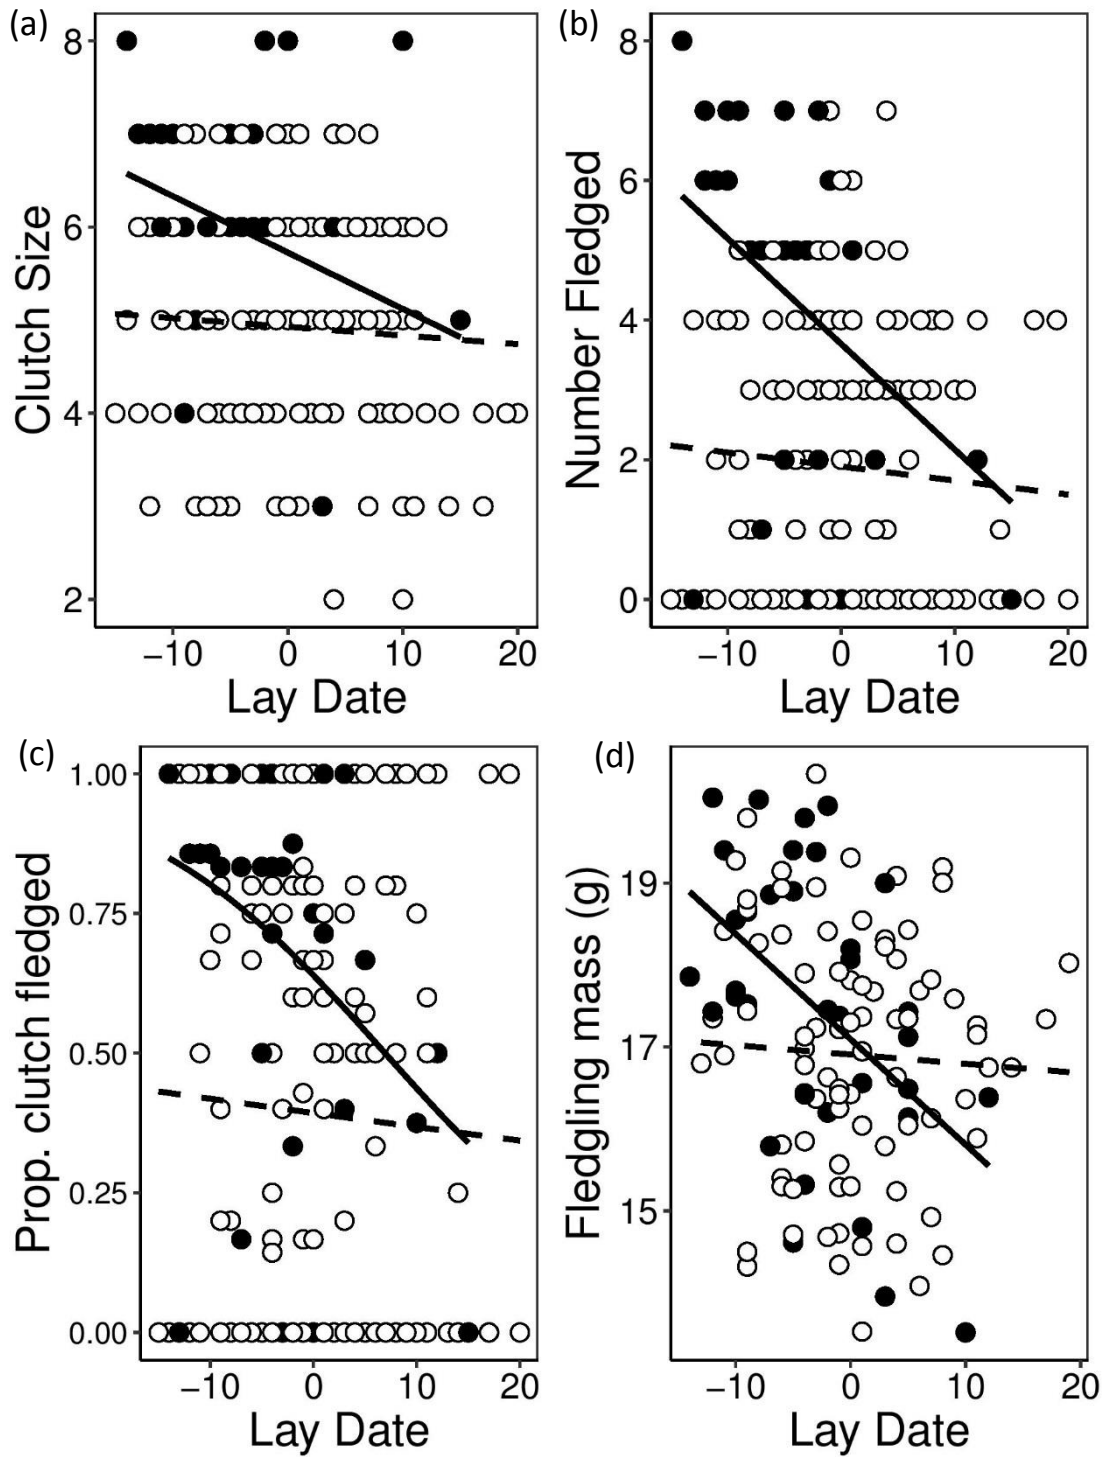 (a)
Clutch Size
8
6
4
2
−10 0 10 20
Lay Date
(b)
Number Fledged
8
6
4
2
0
−10 0 10 20
Lay Date
(c)
Prop. clutch fledged
1.00
0.75
0.50
0.25
0.00
−10 0 10 20
Lay Date
(d)
Fledgling mass (g)
19
17
15
−10 0 10 20
Lay Date